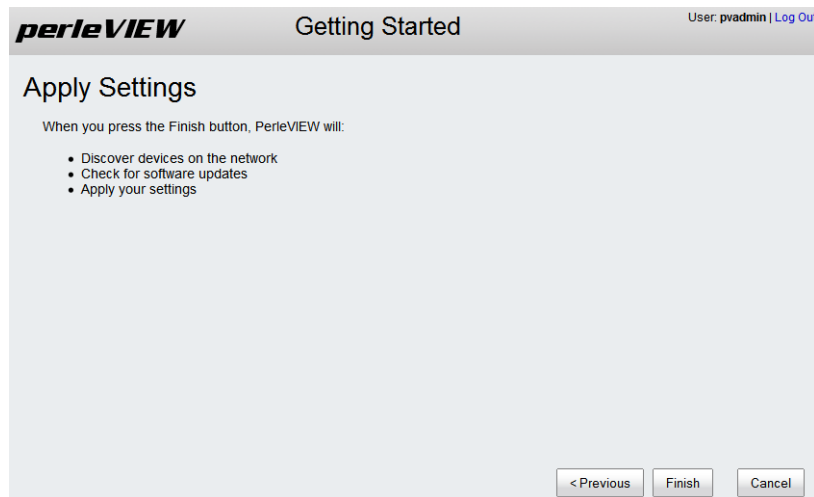 perleVIEW
Getting Started
User: pvadmin | Log Out
Apply Settings
When you press the Finish button, PerleVIEW will:
• Discover devices on the network
• Check for software updates
• Apply your settings
< Previous
Finish
Cancel